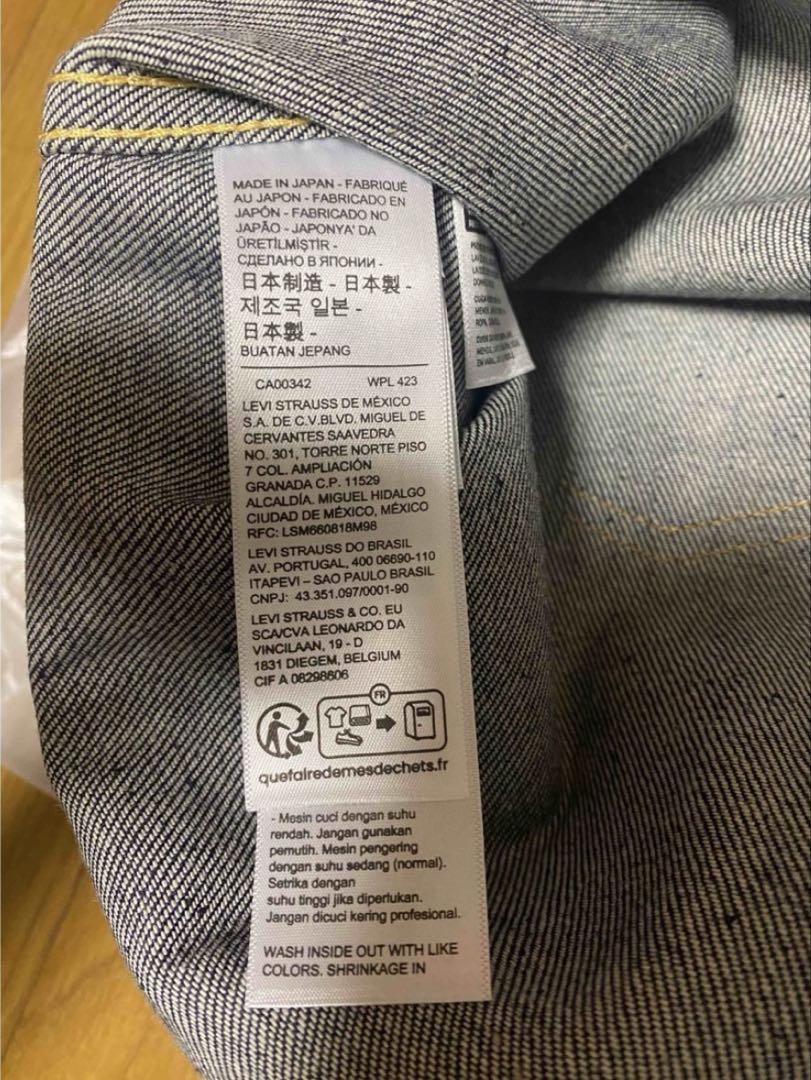 MADE IN JAPAN - FABRIQUÉ
AU JAPON - FABRICADO EN
JAPÓN - FABRICADO NO
JAPÃO - JAPONYA' DA
ÜRETİLMİŞTİR -
СДЕЛАНО В ЯПОНИИ -
日本制造 - 日本製 -
제조국 일본 -
日本製 -
BUATAN JEPANG
CA00342 WPL 423
LEVI STRAUSS DE MÉXICO
S.A. DE C.V.BLVD. MIGUEL DE
CERVANTES SAAVEDRA
NO. 301, TORRE NORTE PISO
7 COL. AMPLIACIÓN
GRANADA C.P. 11529
ALCALDÍA. MIGUEL HIDALGO
CIUDAD DE MÉXICO, MÉXICO
RFC: LSM660818M98
LEVI STRAUSS DO BRASIL
AV. PORTUGAL, 400 06690-110
ITAPEVI – SAO PAULO BRASIL
CNPJ: 43.351.097/0001-90
LEVI STRAUSS & CO. EU
SCA/CVA LEONARDO DA
VINCILAAN, 19 - D
1831 DIEGEM, BELGIUM
CIF A 08298606
FR
quefairedemesdechets.fr
- Mesin cuci dengan suhu
rendah. Jangan gunakan
pemutih. Mesin pengering
dengan suhu sedang (normal).
Setrika dengan
suhu tinggi jika diperlukan.
Jangan dicuci kering profesional.
WASH INSIDE OUT WITH LIKE
COLORS. SHRINKAGE IN